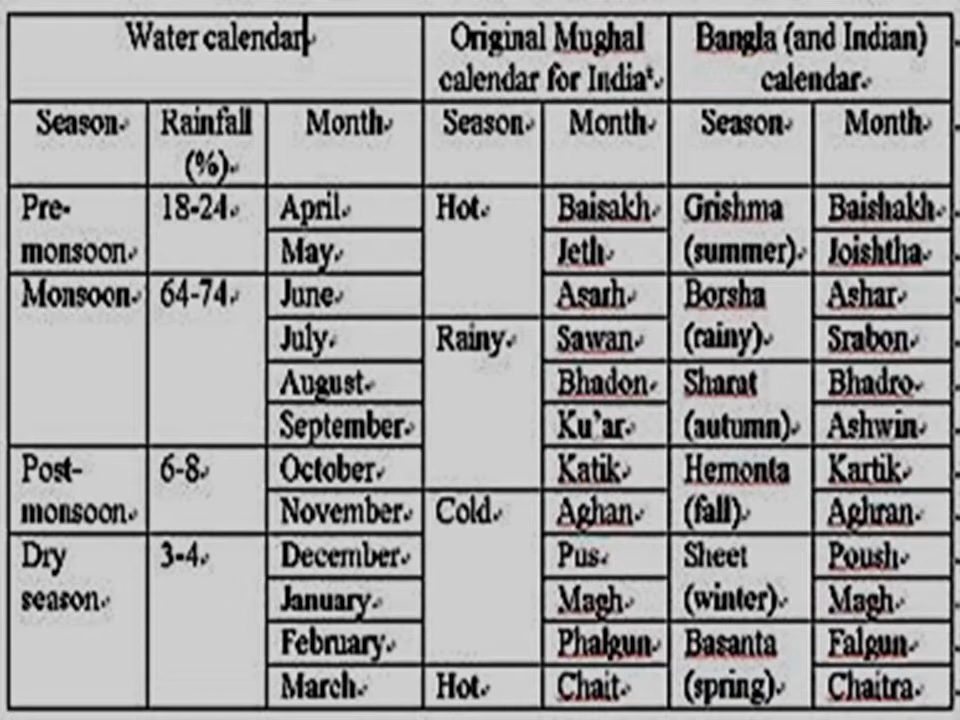 Water calendar Original Mughal calendar for India Bangla (and Indian) calendar
Season Rainfall (%) Month Season Month Season Month
Pre-monsoon 18-24 April Hot Baisakh Grishma (summer) Baishakh
May Jeth Joishtha
Monsoon 64-74 June Asarh Borsha (rainy) Ashar
July Rainy Sawan Srabon
August Bhadon Sharat (autumn) Bhadro
September Ku'ar Ashwin
Post-monsoon 6-8 October Katik Hemonta (fall) Kartik
November Cold Aghan Aghran
Dry season 3-4 December Pus Sheet (winter) Poush
January Magh Magh
February Phalgun Basanta (spring) Falgun
March Hot Chait Chaitra